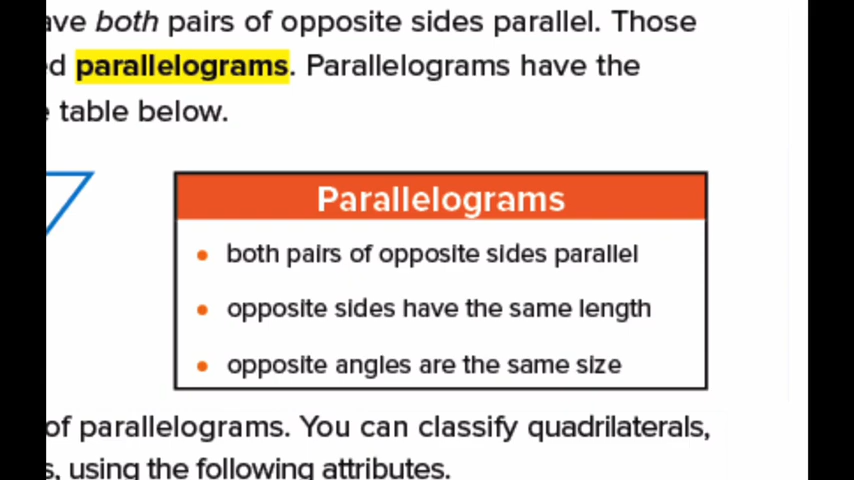 both pairs of opposite sides parallel. Those
parallelograms. Parallelograms have the
table below.
Parallelograms
• both pairs of opposite sides parallel
• opposite sides have the same length
• opposite angles are the same size
of parallelograms. You can classify quadrilaterals,
using the following attributes.